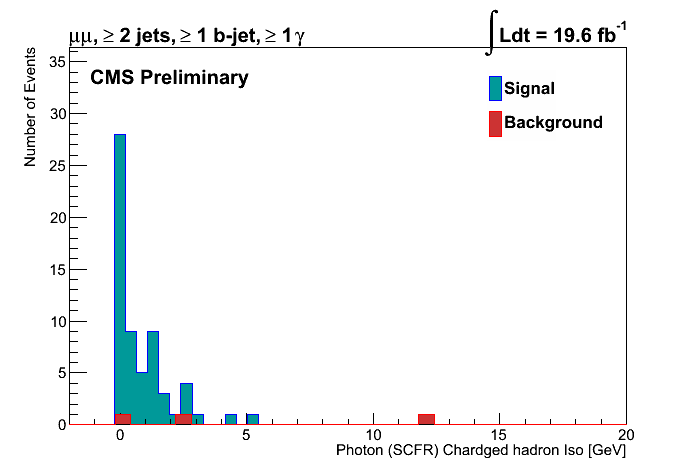 μμ, ≥ 2 jets, ≥ 1 b-jet, ≥ 1 γ
∫ Ldt = 19.6 fb⁻¹
CMS Preliminary
Signal
Background
Number of Events
35
30
25
20
15
10
5
0
0 5 10 15 20
Photon (SCFR) Chardged hadron Iso [GeV]